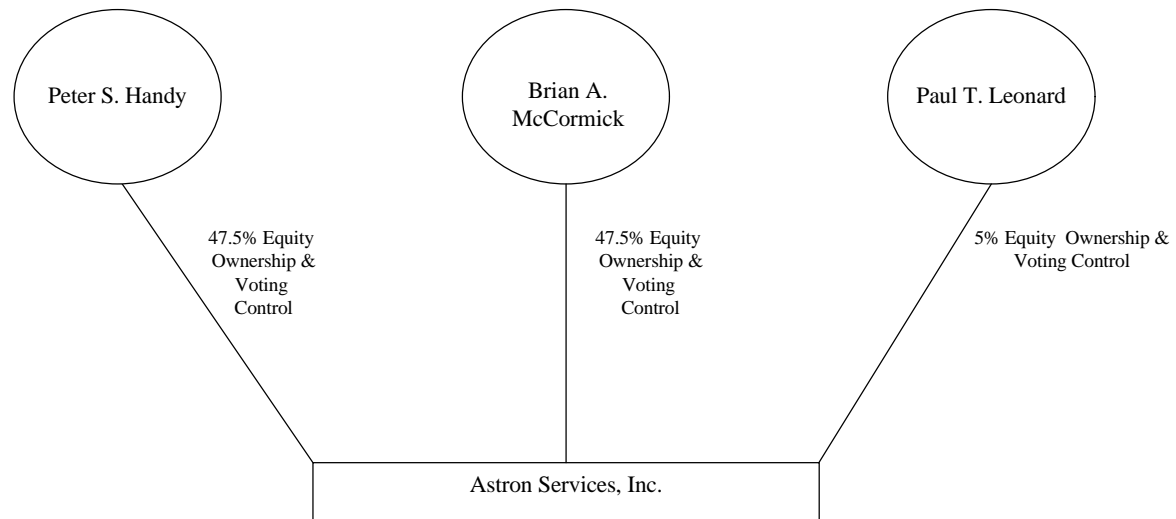 Peter S. Handy
Brian A.
McCormick
Paul T. Leonard
47.5% Equity
Ownership &
Voting
Control
47.5% Equity
Ownership &
Voting
Control
5% Equity Ownership &
Voting Control
Astron Services, Inc.